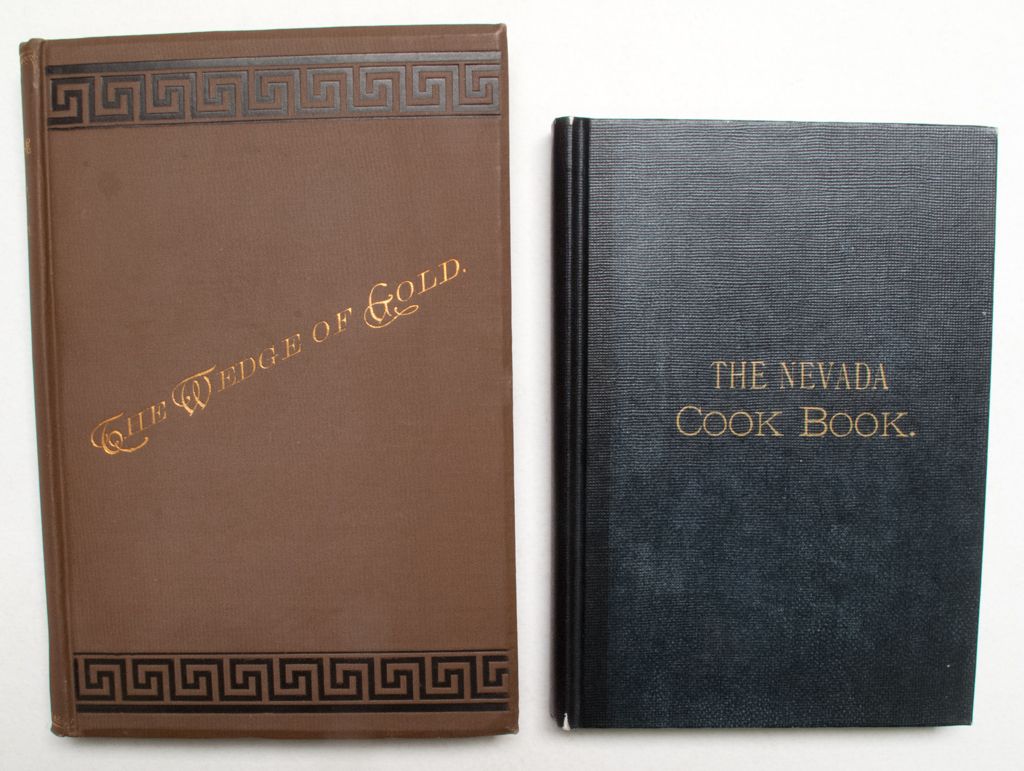 THE WEDGE OF GOLD.
THE NEVADA
COOK BOOK.